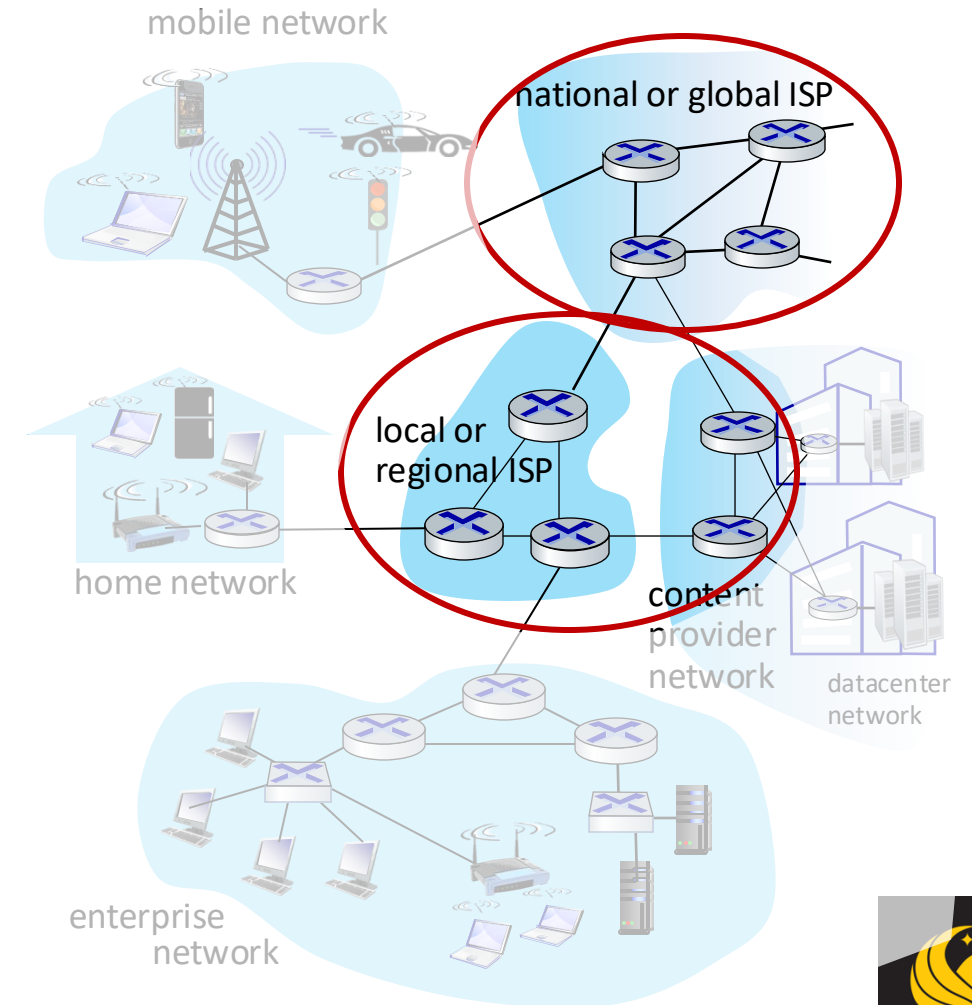 mobile network
national or global ISP
local or
regional ISP
home network
content
provider
network
datacenter
network
enterprise
network